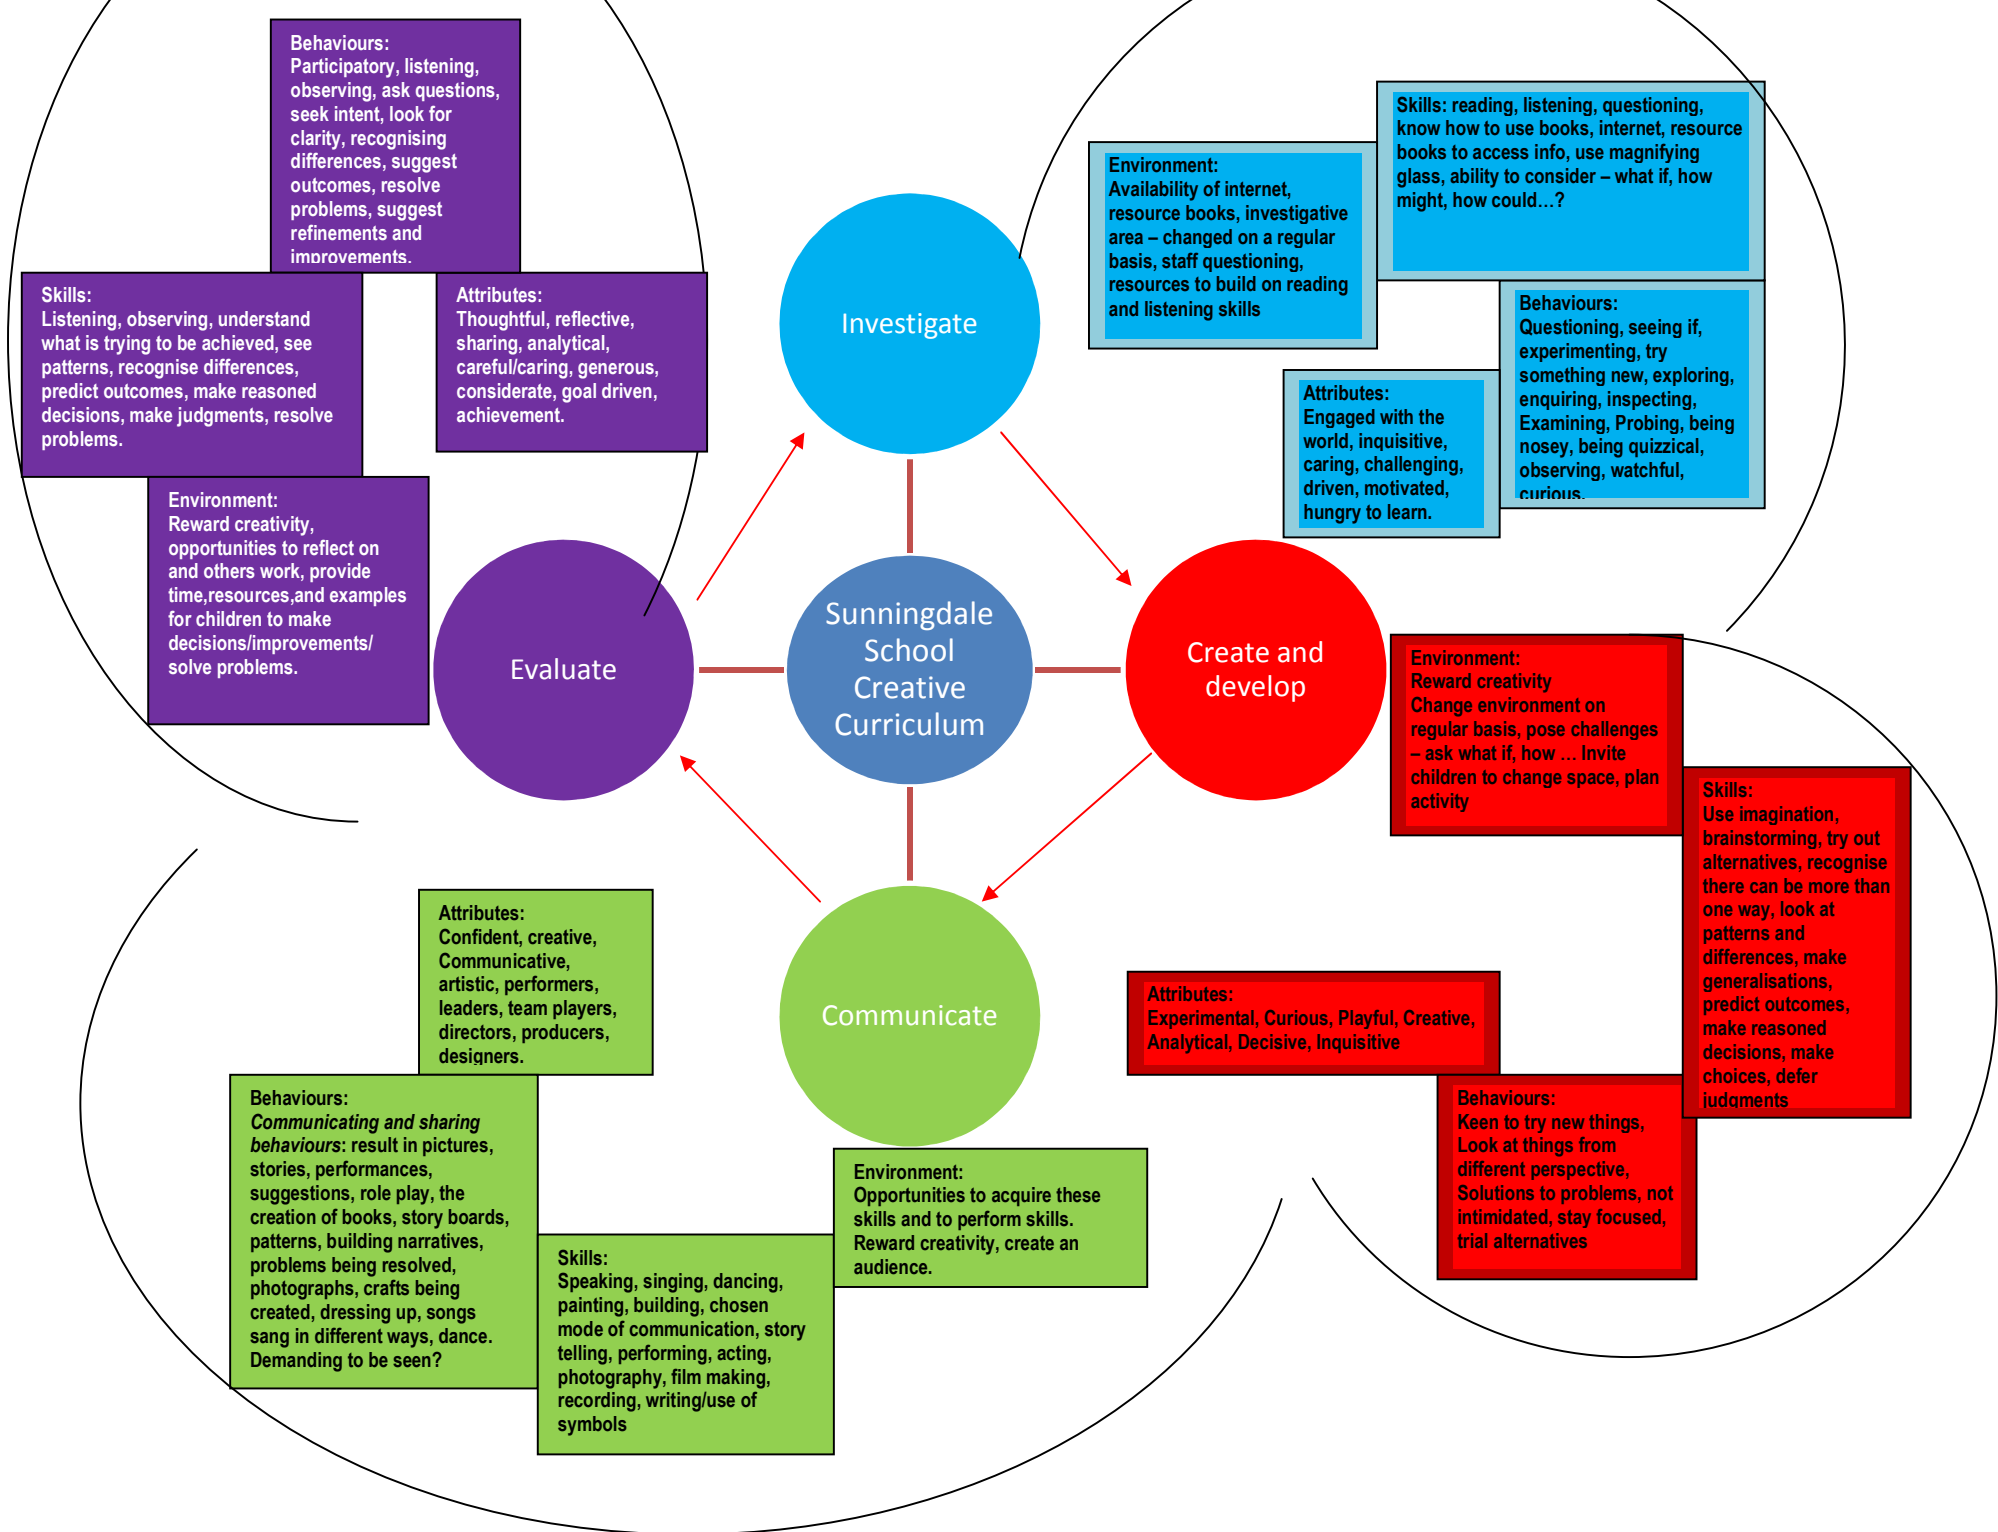 Behaviours:
Participatory, listening,
observing, ask questions,
seek intent, look for
clarity, recognising
differences, suggest
outcomes, resolve
problems, suggest
refinements and
improvements.
Skills:
Listening, observing, understand
what is trying to be achieved, see
patterns, recognise differences,
predict outcomes, make reasoned
decisions, make judgments, resolve
problems.
Attributes:
Thoughtful, reflective,
sharing, analytical,
careful/caring, generous,
considerate, goal driven,
achievement.
Environment:
Reward creativity,
opportunities to reflect on
and others work, provide
time,resources,and examples
for children to make
decisions/improvements/
solve problems.
Investigate
Environment:
Availability of internet,
resource books, investigative
area – changed on a regular
basis, staff questioning,
resources to build on reading
and listening skills
Skills: reading, listening, questioning,
know how to use books, internet, resource
books to access info, use magnifying
glass, ability to consider – what if, how
might, how could…?
Behaviours:
Questioning, seeing if,
experimenting, try
something new, exploring,
enquiring, inspecting,
Examining, Probing, being
nosey, being quizzical,
observing, watchful,
curious.
Attributes:
Engaged with the
world, inquisitive,
caring, challenging,
driven, motivated,
hungry to learn.
Evaluate
Sunningdale
School
Creative
Curriculum
Create and
develop
Environment:
Reward creativity
Change environment on
regular basis, pose challenges
– ask what if, how … Invite
children to change space, plan
activity
Skills:
Use imagination,
brainstorming, try out
alternatives, recognise
there can be more than
one way, look at
patterns and
differences, make
generalisations,
predict outcomes,
make reasoned
decisions, make
choices, defer
judgments
Attributes:
Experimental, Curious, Playful, Creative,
Analytical, Decisive, Inquisitive
Behaviours:
Keen to try new things,
Look at things from
different perspective,
Solutions to problems, not
intimidated, stay focused,
trial alternatives
Communicate
Attributes:
Confident, creative,
Communicative,
artistic, performers,
leaders, team players,
directors, producers,
designers.
Behaviours:
Communicating and sharing
behaviours: result in pictures,
stories, performances,
suggestions, role play, the
creation of books, story boards,
patterns, building narratives,
problems being resolved,
photographs, crafts being
created, dressing up, songs
sang in different ways, dance.
Demanding to be seen?
Skills:
Speaking, singing, dancing,
painting, building, chosen
mode of communication, story
telling, performing, acting,
photography, film making,
recording, writing/use of
symbols
Environment:
Opportunities to acquire these
skills and to perform skills.
Reward creativity, create an
audience.